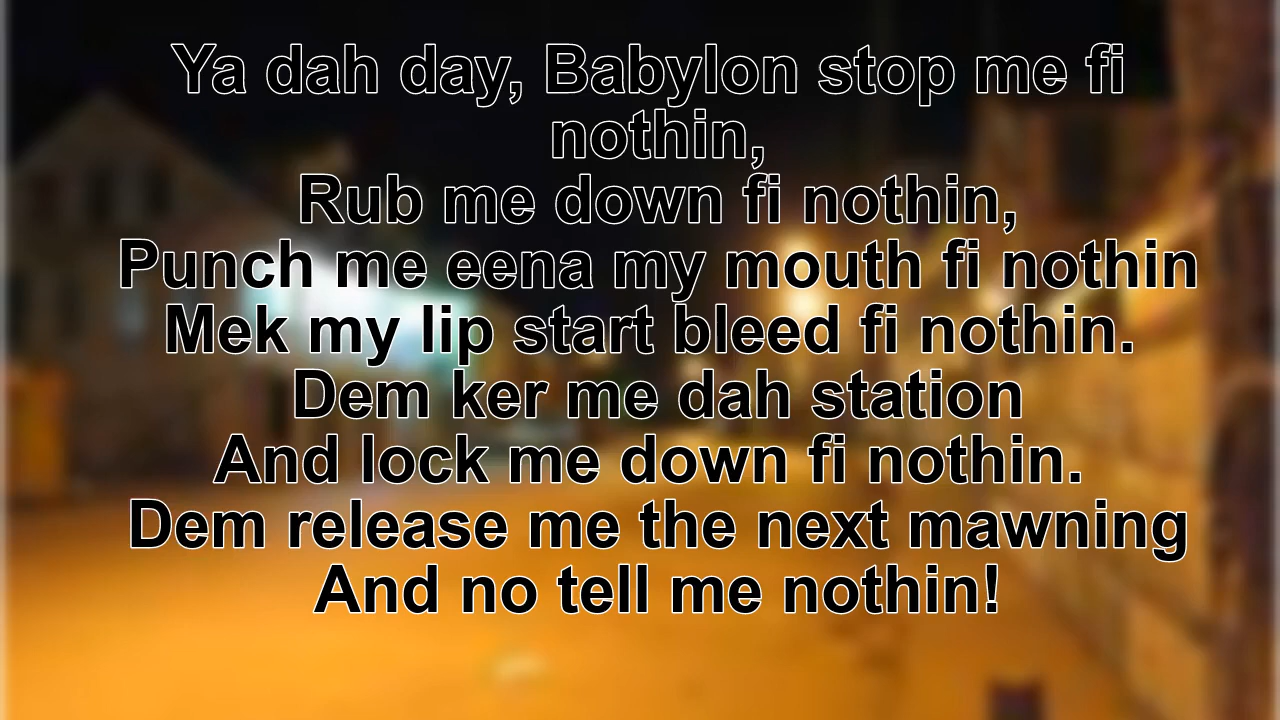 Ya dah day, Babylon stop me fi
nothin,
Rub me down fi nothin,
Punch me eena my mouth fi nothin
Mek my lip start bleed fi nothin.
Dem ker me dah station
And lock me down fi nothin.
Dem release me the next mawning
And no tell me nothin!